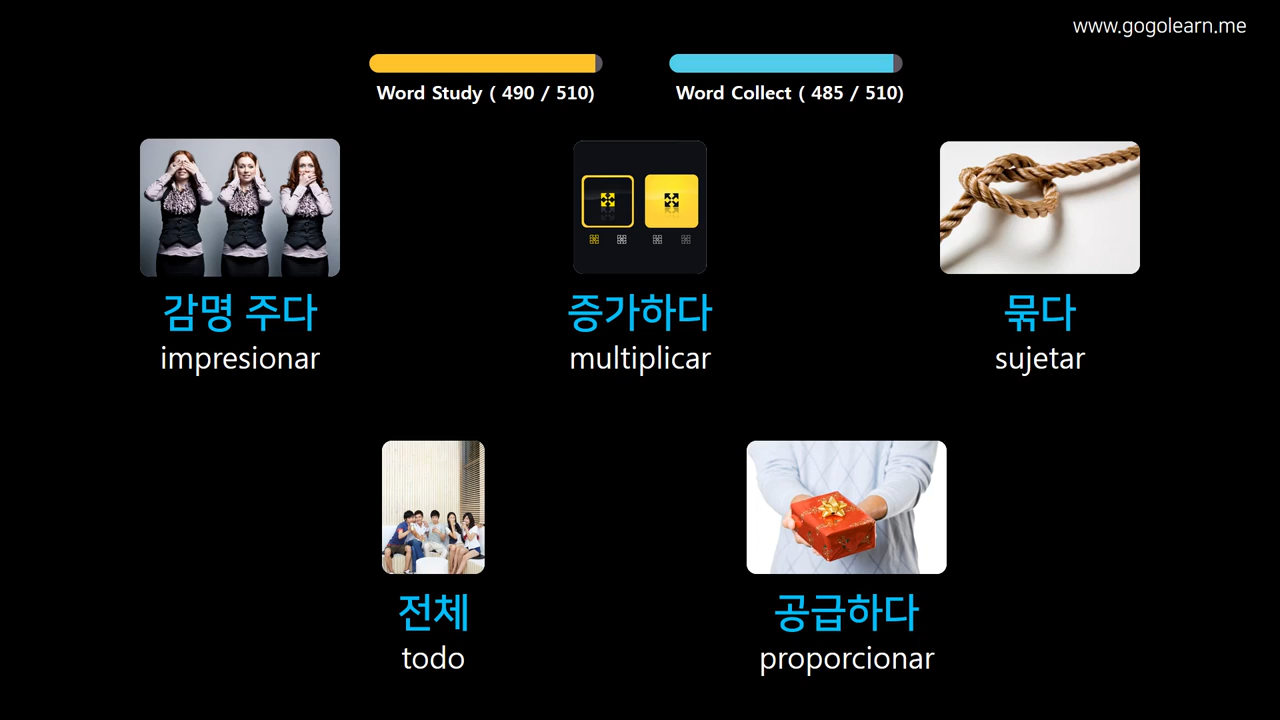 www.gogolearn.me
Word Study ( 490 / 510)
Word Collect ( 485 / 510)
감명 주다
impresionar
증가하다
multiplicar
묶다
sujetar
전체
todo
공급하다
proporcionar